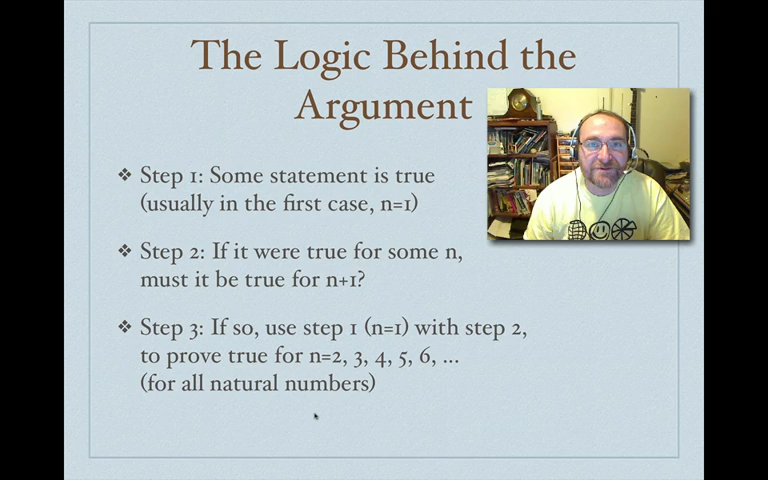 The Logic Behind the
Argument
❖ Step 1: Some statement is true
(usually in the first case, n=1)
❖ Step 2: If it were true for some n,
must it be true for n+1?
❖ Step 3: If so, use step 1 (n=1) with step 2,
to prove true for n=2, 3, 4, 5, 6, ...
(for all natural numbers)